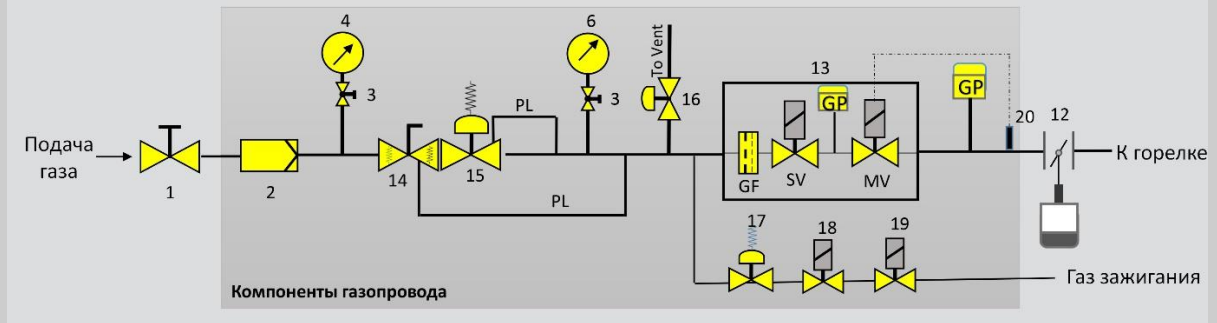 4
6
To Vent
13
GP
GP
3
3
16
20
12
PL
Подача
газа
К горелке
1
2
14
15
GF
SV
MV
PL
17
18
19
Газ зажигания
Компоненты газопровода